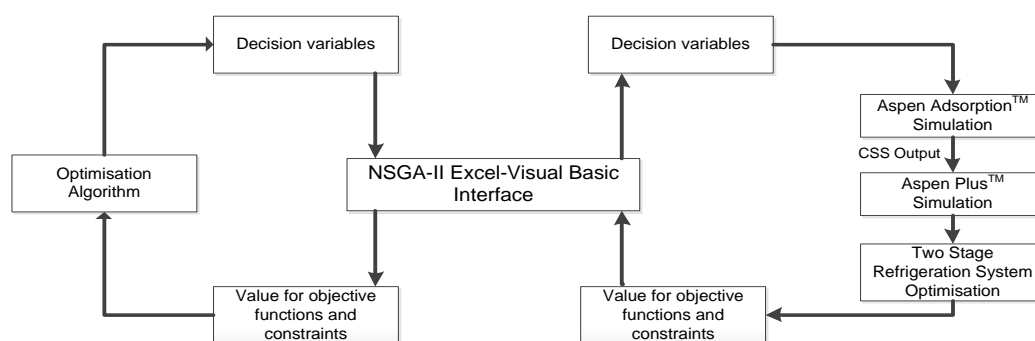 Decision variables
Decision variables
Aspen Adsorption™
Simulation
CSS Output
Optimisation
Algorithm
NSGA-II Excel-Visual Basic
Interface
Aspen Plus™
Simulation
Two Stage
Refrigeration System
Optimisation
Value for objective
functions and
constraints
Value for objective
functions and
constraints